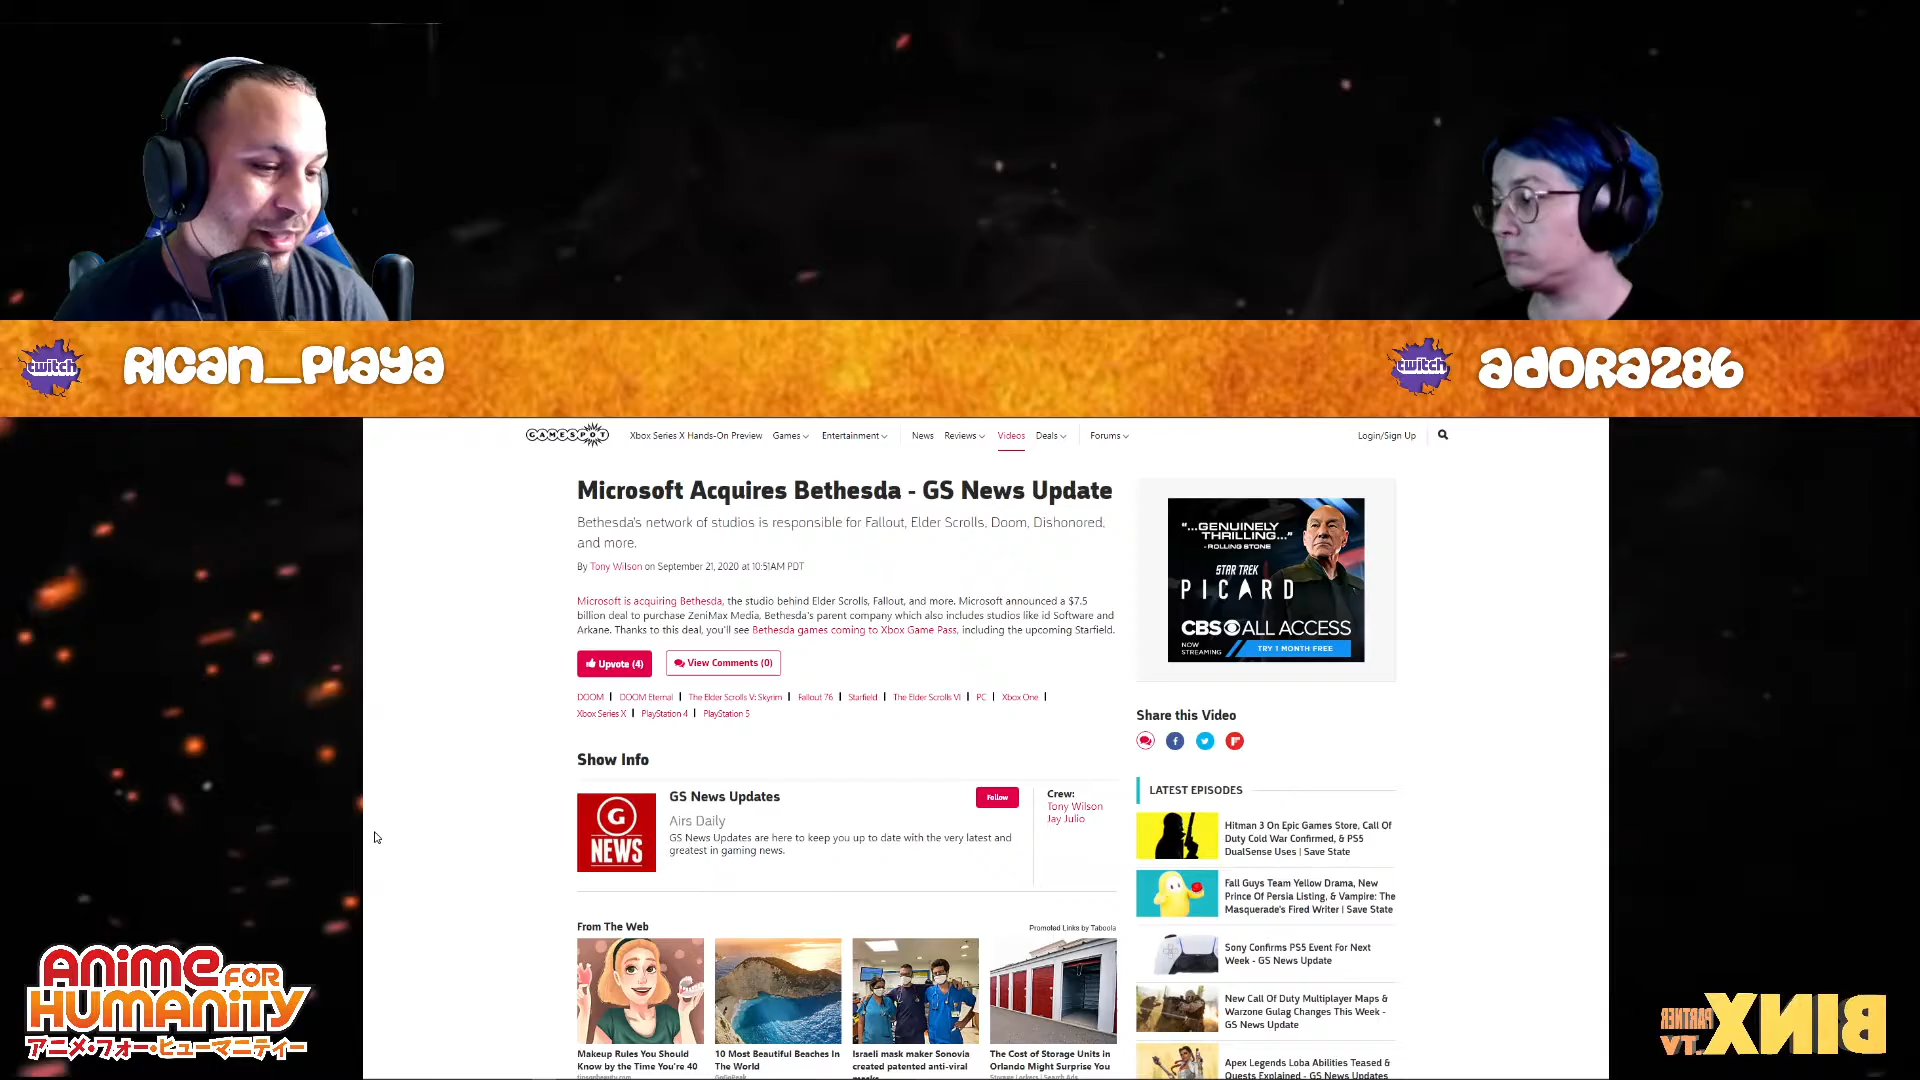 twitch
Rican_Playa
twitch
adora286
GAMESPOT
Xbox Series X Hands-On Preview
Games
Entertainment
News
Reviews
Videos
Deals
Forums
Login/Sign Up
Microsoft Acquires Bethesda - GS News Update
Bethesda's network of studios is responsible for Fallout, Elder Scrolls, Doom, Dishonored,
and more.
By Tony Wilson on September 21, 2020 at 10:51AM PDT
Microsoft is acquiring Bethesda, the studio behind Elder Scrolls, Fallout, and more. Microsoft announced a $7.5
billion deal to purchase ZeniMax Media, Bethesda's parent company which also includes studios like id Software and
Arkane. Thanks to this deal, you'll see Bethesda games coming to Xbox Game Pass, including the upcoming Starfield.
Upvote (4)
View Comments (0)
DOOM | DOOM Eternal | The Elder Scrolls V: Skyrim | Fallout 76 | Starfield | The Elder Scrolls VI | PC | Xbox One |
Xbox Series X | PlayStation 4 | PlayStation 5
Show Info
G
NEWS
GS News Updates
Airs Daily
GS News Updates are here to keep you up to date with the very latest and
greatest in gaming news.
Follow
Crew:
Tony Wilson
Jay Julio
From The Web
Promoted Links by Taboola
Makeup Rules You Should
Know by the Time You're 40
10 Most Beautiful Beaches In
The World
Israeli mask maker Sonovia
created patented anti-viral
The Cost of Storage Units in
Orlando Might Surprise You
"...GENUINELY
THRILLING..."
-ROLLING STONE
STAR TREK
PICARD
CBS ALL ACCESS
NOW
STREAMING
TRY 1 MONTH FREE
Share this Video
LATEST EPISODES
Hitman 3 On Epic Games Store, Call Of
Duty Cold War Confirmed, & PS5
DualSense Uses | Save State
Fall Guys Team Yellow Drama, New
Prince Of Persia Listing, & Vampire: The
Masquerade's Fired Writer | Save State
Sony Confirms PS5 Event For Next
Week - GS News Update
New Call Of Duty Multiplayer Maps &
Warzone Gulag Changes This Week -
GS News Update
Apex Legends Loba Abilities Teased &
Quests Explained - GS News Updates
Anime FOR
HUMANITY
アニメ・フォー・ヒューマニティー
BINX
PARTNER
.TV